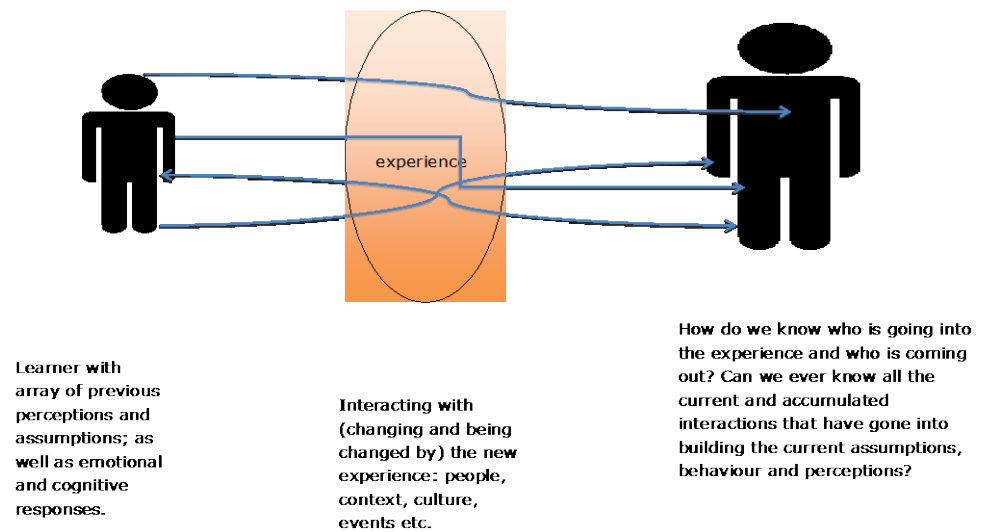 experience
Learner with
array of previous
perceptions and
assumptions; as
well as emotional
and cognitive
responses.
Interacting with
(changing and being
changed by) the new
experience: people,
context, culture,
events etc.
How do we know who is going into
the experience and who is coming
out? Can we ever know all the
current and accumulated
interactions that have gone into
building the current assumptions,
behaviour and perceptions?